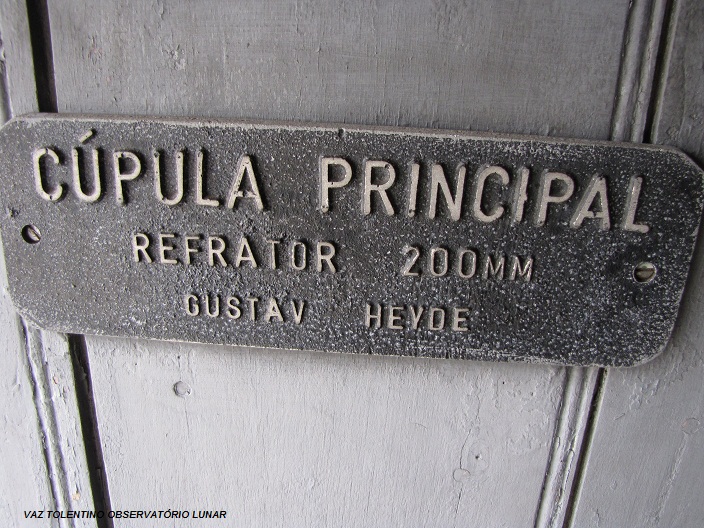 CÚPULA PRINCIPAL
REFRATOR 200MM
GUSTAV HEYDE
VAZ TOLENTINO OBSERVATÓRIO LUNAR